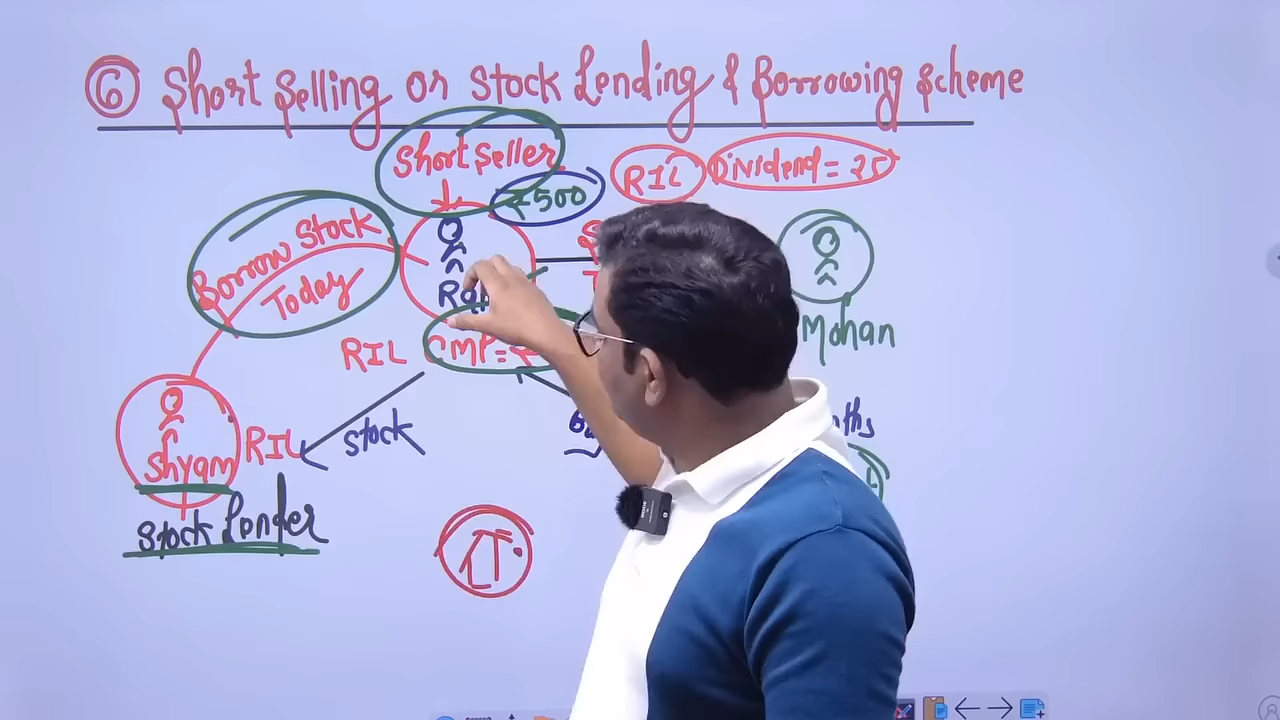 6 Short Selling or Stock Lending & Borrowing Scheme
Short Seller
₹500
RIL
Dividend = 25
Borrow Stock
Today
RIL
CMP =
Mohan
Shyam
RIL
Stock
Stock Lender